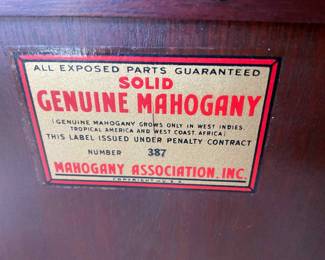 ALL EXPOSED PARTS GUARANTEED
SOLID
GENUINE MAHOGANY
(GENUINE MAHOGANY GROWS ONLY IN WEST INDIES,
TROPICAL AMERICA AND WEST COAST AFRICA)
THIS LABEL ISSUED UNDER PENALTY CONTRACT
NUMBER 387
MAHOGANY ASSOCIATION, INC.
COPYRIGHT—U.S.A.